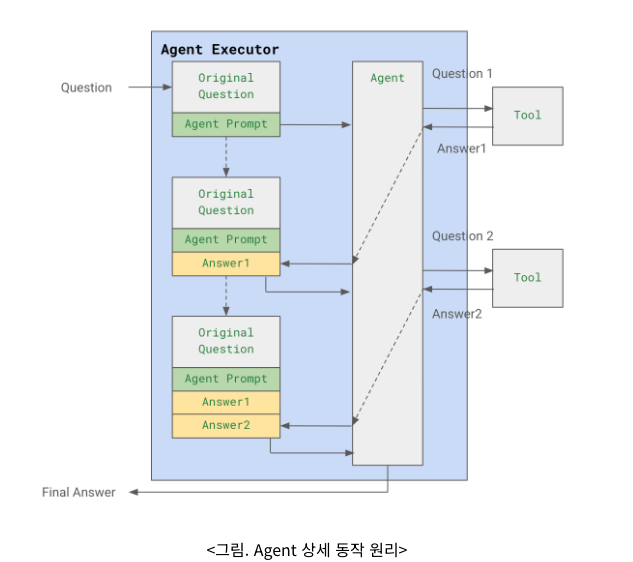 Agent Executor
Question
Original
Question
Agent Prompt
Agent
Question 1
Tool
Answer1
Original
Question
Agent Prompt
Answer1
Question 2
Tool
Answer2
Original
Question
Agent Prompt
Answer1
Answer2
Final Answer
<그림. Agent 상세 동작 원리>